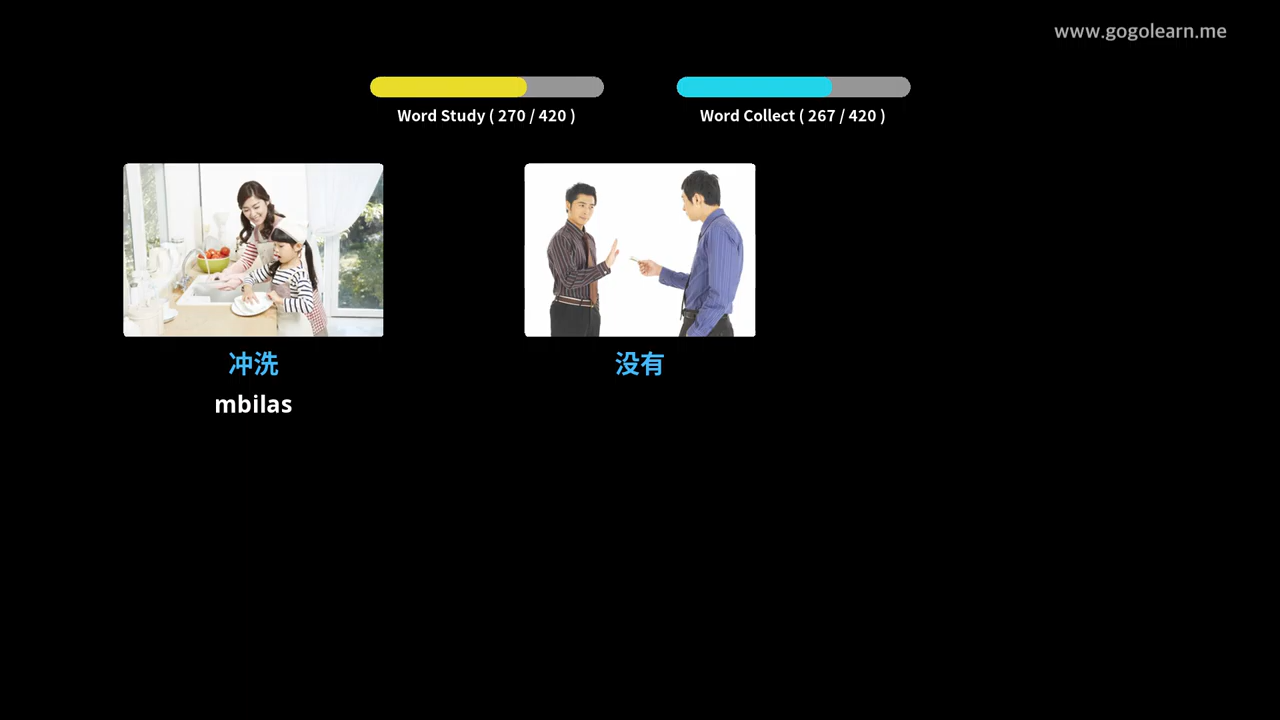 www.gogolearn.me
Word Study ( 270 / 420 )
Word Collect ( 267 / 420 )
冲洗
没有
mbilas